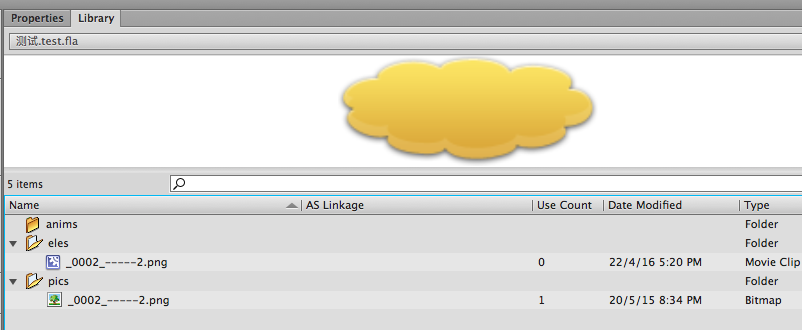 Properties Library
测试.test.fla
5 items
Name AS Linkage Use Count Date Modified Type
anims Folder
eles Folder
_0002_-----2.png 0 22/4/16 5:20 PM Movie Clip
pics Folder
_0002_-----2.png 1 20/5/15 8:34 PM Bitmap